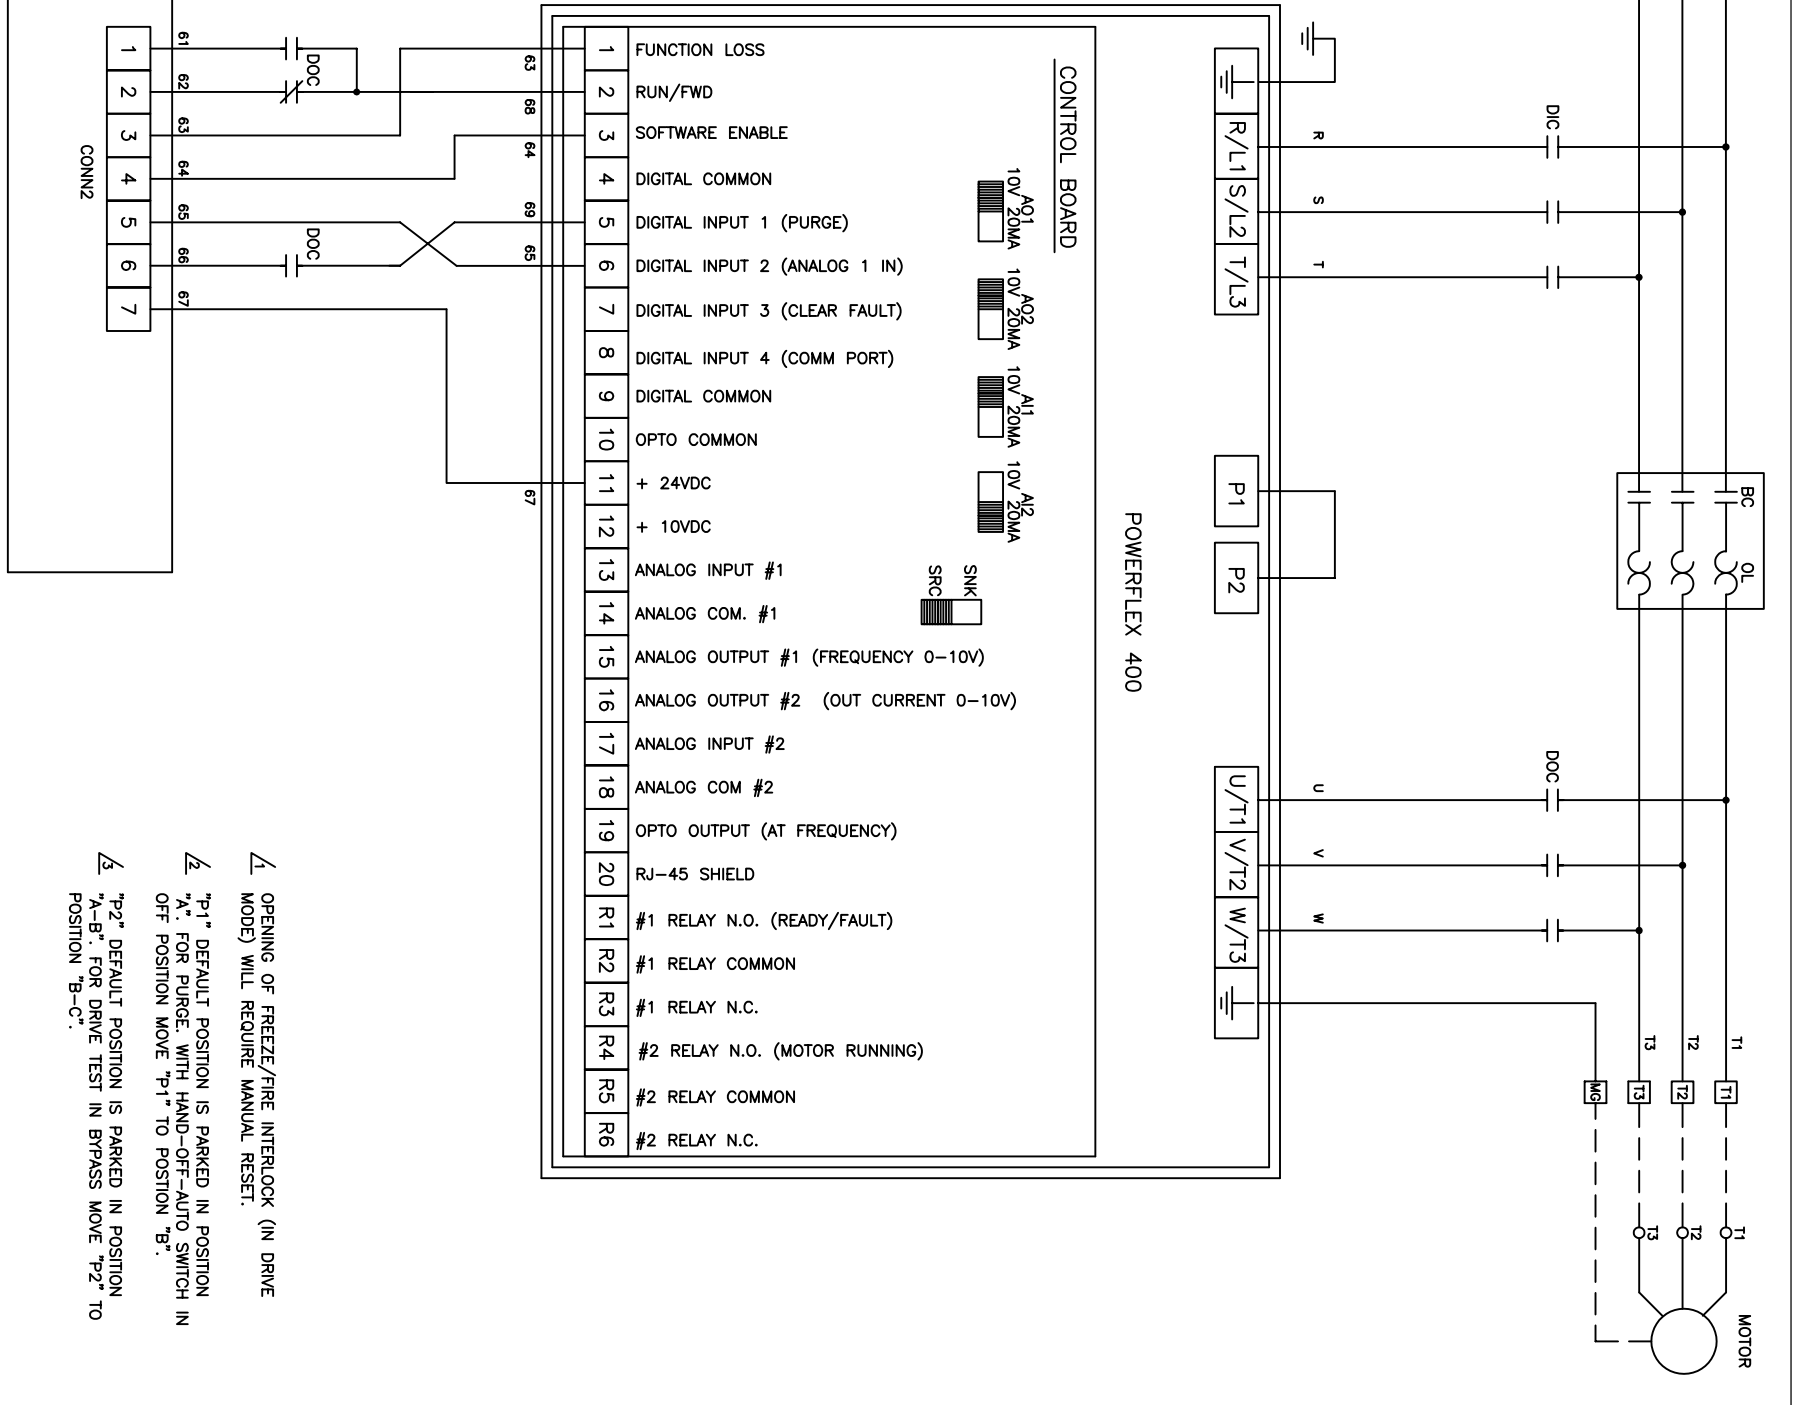 CONN2
1
2
3
4
5
6
7
61
62
63
64
65
66
67
DOC
DOC
63
68
64
69
65
67
POWERFLEX 400
CONTROL BOARD
1 FUNCTION LOSS
2 RUN/FWD
3 SOFTWARE ENABLE
4 DIGITAL COMMON
5 DIGITAL INPUT 1 (PURGE)
6 DIGITAL INPUT 2 (ANALOG 1 IN)
7 DIGITAL INPUT 3 (CLEAR FAULT)
8 DIGITAL INPUT 4 (COMM PORT)
9 DIGITAL COMMON
10 OPTO COMMON
11 + 24VDC
12 + 10VDC
13 ANALOG INPUT #1
14 ANALOG COM. #1
15 ANALOG OUTPUT #1 (FREQUENCY 0-10V)
16 ANALOG OUTPUT #2 (OUT CURRENT 0-10V)
17 ANALOG INPUT #2
18 ANALOG COM #2
19 OPTO OUTPUT (AT FREQUENCY)
20 RJ-45 SHIELD
R1 #1 RELAY N.O. (READY/FAULT)
R2 #1 RELAY COMMON
R3 #1 RELAY N.C.
R4 #2 RELAY N.O. (MOTOR RUNNING)
R5 #2 RELAY COMMON
R6 #2 RELAY N.C.
AO1
10V 20MA
AO2
10V 20MA
AI1
10V 20MA
AI2
10V 20MA
SNK
SRC
R/L1
S/L2
T/L3
P1
P2
U/T1
V/T2
W/T3
R
S
T
U
V
W
DIC
DOC
BC
OL
T1
T2
T3
T1
T2
T3
MG
T1
T2
T3
MOTOR
1 OPENING OF FREEZE/FIRE INTERLOCK (IN DRIVE
MODE) WILL REQUIRE MANUAL RESET.
2 "P1" DEFAULT POSITION IS PARKED IN POSITION
"A". FOR PURGE. WITH HAND-OFF-AUTO SWITCH IN
OFF POSITION MOVE "P1" TO POSTION "B".
3 "P2" DEFAULT POSITION IS PARKED IN POSITION
"A-B". FOR DRIVE TEST IN BYPASS MOVE "P2" TO
POSITION "B-C".